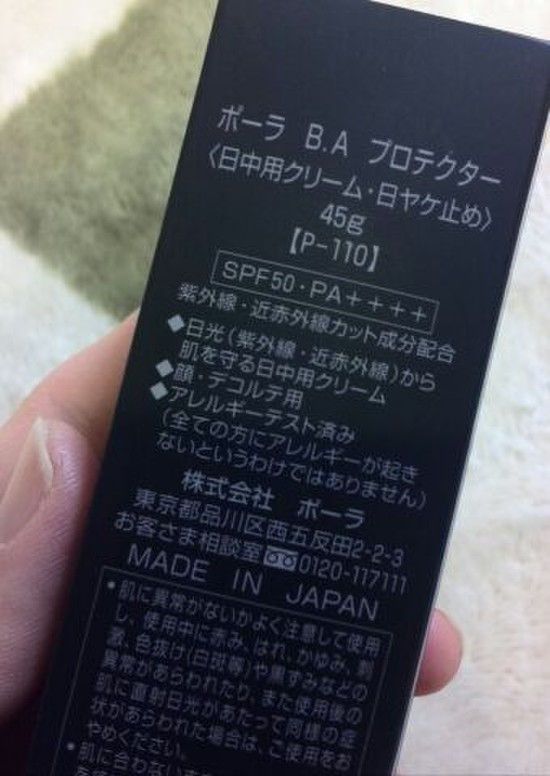 ポーラ B.A プロテクター
〈日中用クリーム・日ヤケ止め〉
45g
【P-110】
SPF50・PA++++
紫外線・近赤外線カット成分配合
◆日光(紫外線・近赤外線)から
肌を守る日中用クリーム
◆顔・デコルテ用
◆アレルギーテスト済み
(全ての方にアレルギーが起き
ないというわけではありません)
株式会社 ポーラ
東京都品川区西五反田2-2-3
お客さま相談室 0120-117111
MADE IN JAPAN
•肌に異常がないかよく注意して使用
し、使用中に赤み、はれ、かゆみ、刺
激、色抜け(白斑等)や黒ずみなどの
異常があらわれたり、また使用後の
肌に直射日光があたって同様の症
状があらわれた場合は、ご使用をお
やめください。
•肌に合わない